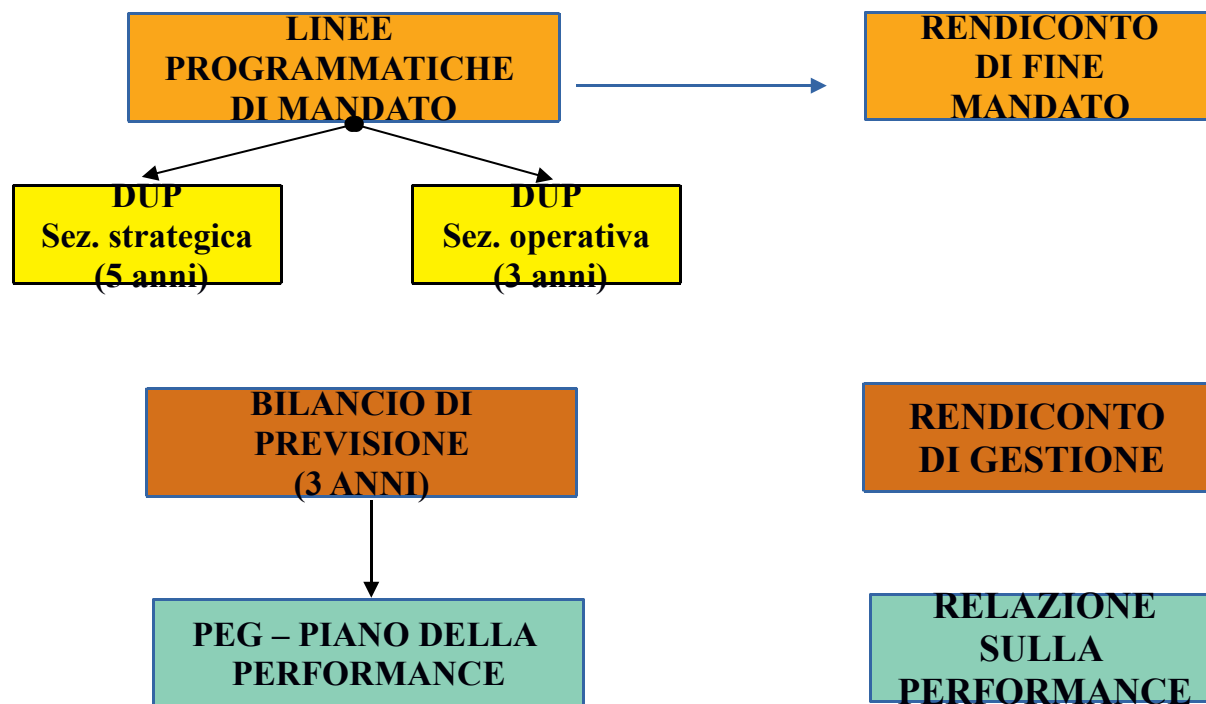 LINEE
PROGRAMMATICHE
DI MANDATO
RENDICONTO
DI FINE
MANDATO
DUP
Sez. strategica
(5 anni)
DUP
Sez. operativa
(3 anni)
BILANCIO DI
PREVISIONE
(3 ANNI)
RENDICONTO
DI GESTIONE
PEG – PIANO DELLA
PERFORMANCE
RELAZIONE
SULLA
PERFORMANCE